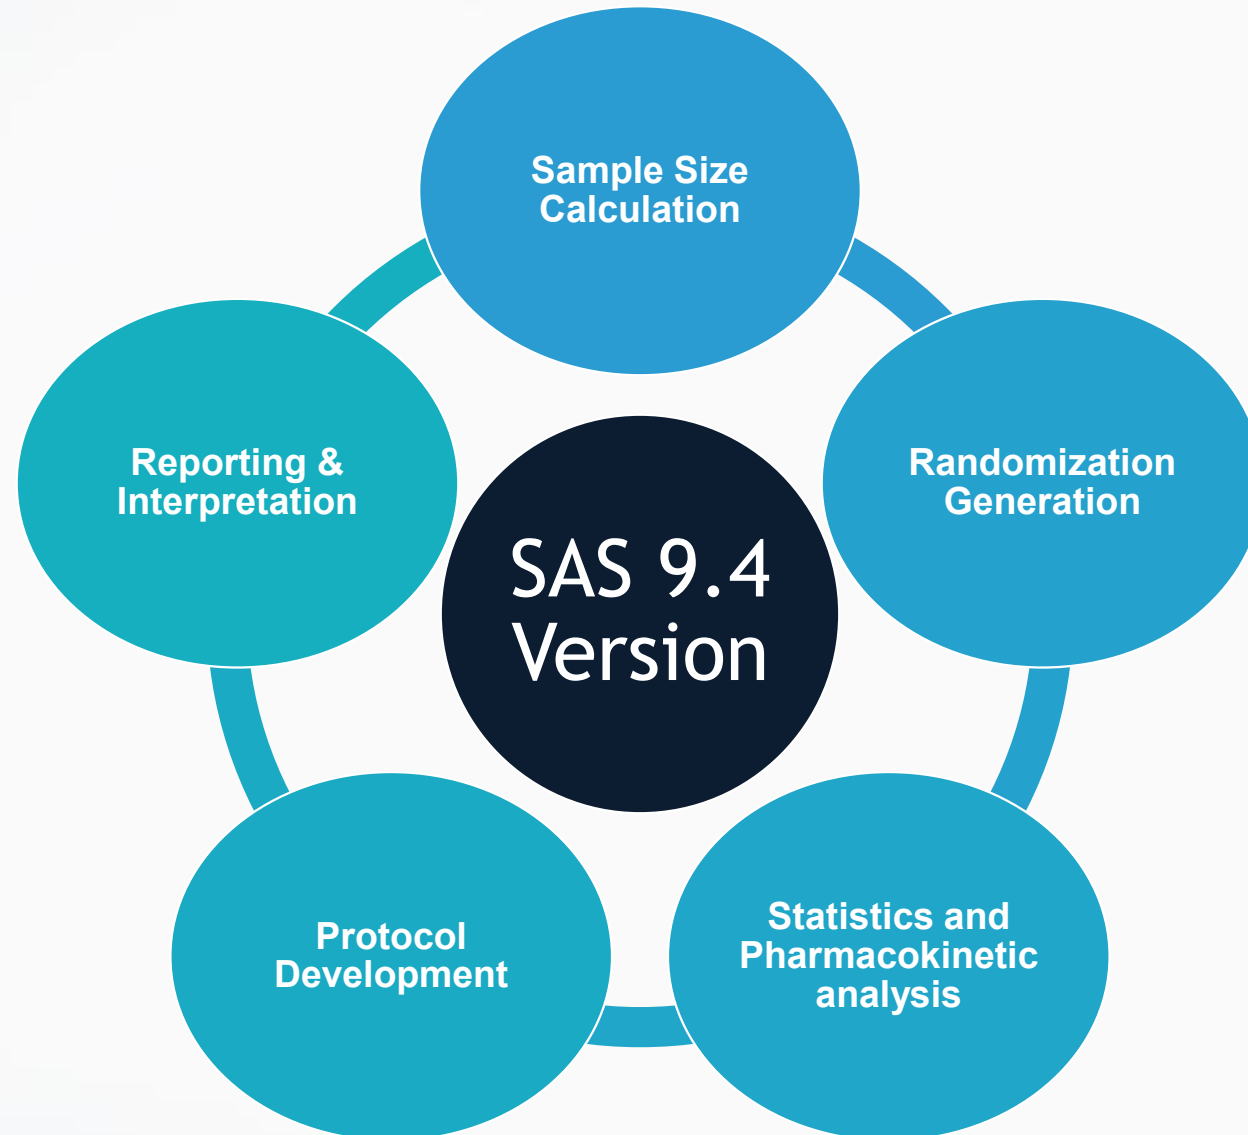 Sample Size
Calculation
Randomization
Generation
Statistics and
Pharmacokinetic
analysis
Protocol
Development
Reporting &
Interpretation
SAS 9.4
Version